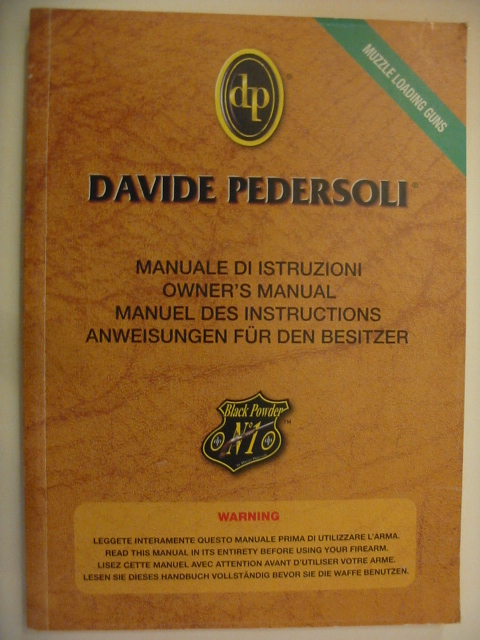 MUZZLE LOADING GUNS
dp
DAVIDE PEDERSOLI®
MANUALE DI ISTRUZIONI
OWNER'S MANUAL
MANUEL DES INSTRUCTIONS
ANWEISUNGEN FÜR DEN BESITZER
Black Powder
N°1
WARNING
LEGGETE INTERAMENTE QUESTO MANUALE PRIMA DI UTILIZZARE L'ARMA.
READ THIS MANUAL IN ITS ENTIRETY BEFORE USING YOUR FIREARM.
LISEZ CETTE MANUEL AVEC ATTENTION AVANT D'UTILISER VOTRE ARME.
LESEN SIE DIESES HANDBUCH VOLLSTÄNDIG BEVOR SIE DIE WAFFE BENUTZEN.